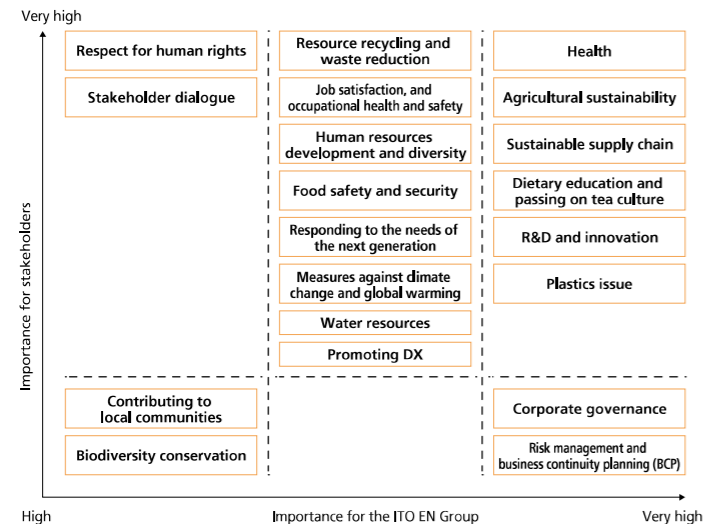 Very high
Respect for human rights
Stakeholder dialogue
Resource recycling and
waste reduction
Job satisfaction, and
occupational health and safety
Human resources
development and diversity
Food safety and security
Responding to the needs of
the next generation
Measures against climate
change and global warming
Water resources
Promoting DX
Health
Agricultural sustainability
Sustainable supply chain
Dietary education and
passing on tea culture
R&D and innovation
Plastics issue
Contributing to
local communities
Biodiversity conservation
Corporate governance
Risk management and
business continuity planning (BCP)
Importance for stakeholders
High
Importance for the ITO EN Group
Very high